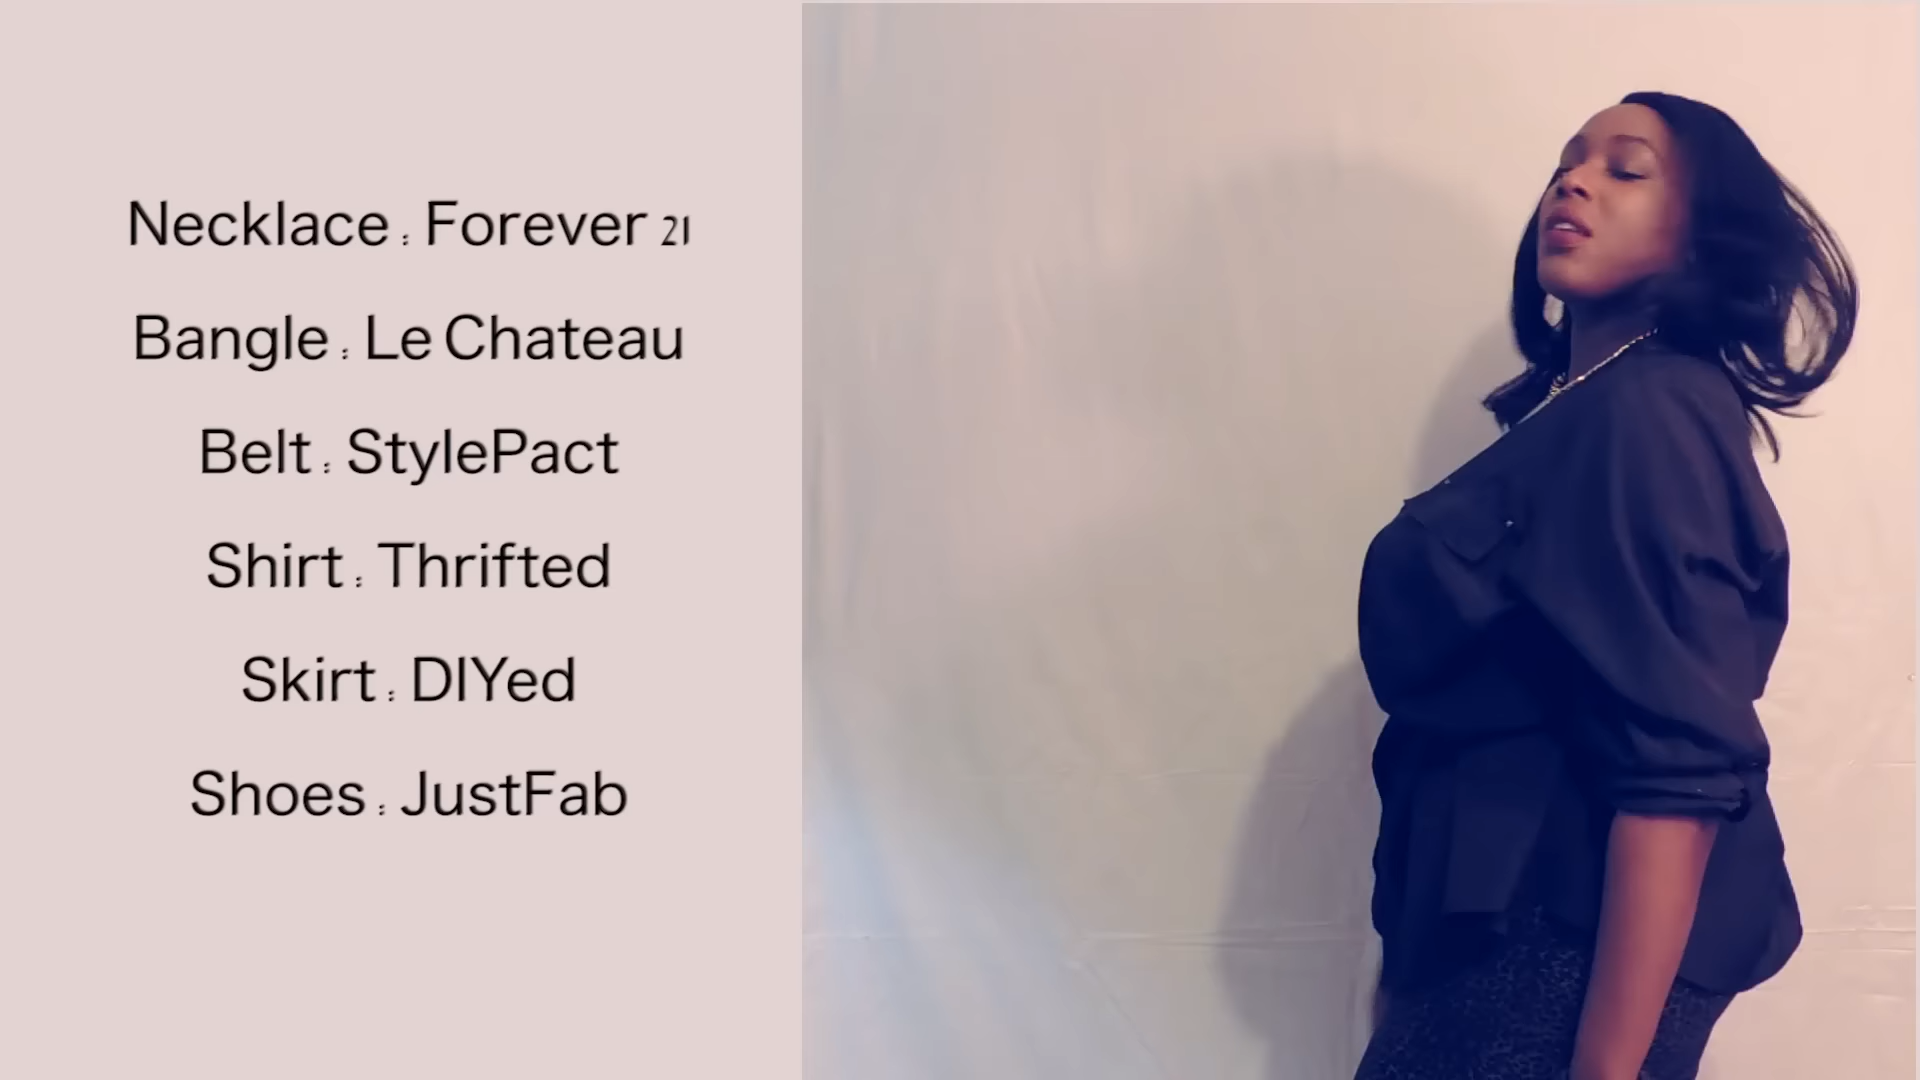 Necklace : Forever 21
Bangle : Le Chateau
Belt : StylePact
Shirt : Thrifted
Skirt : DIYed
Shoes : JustFab